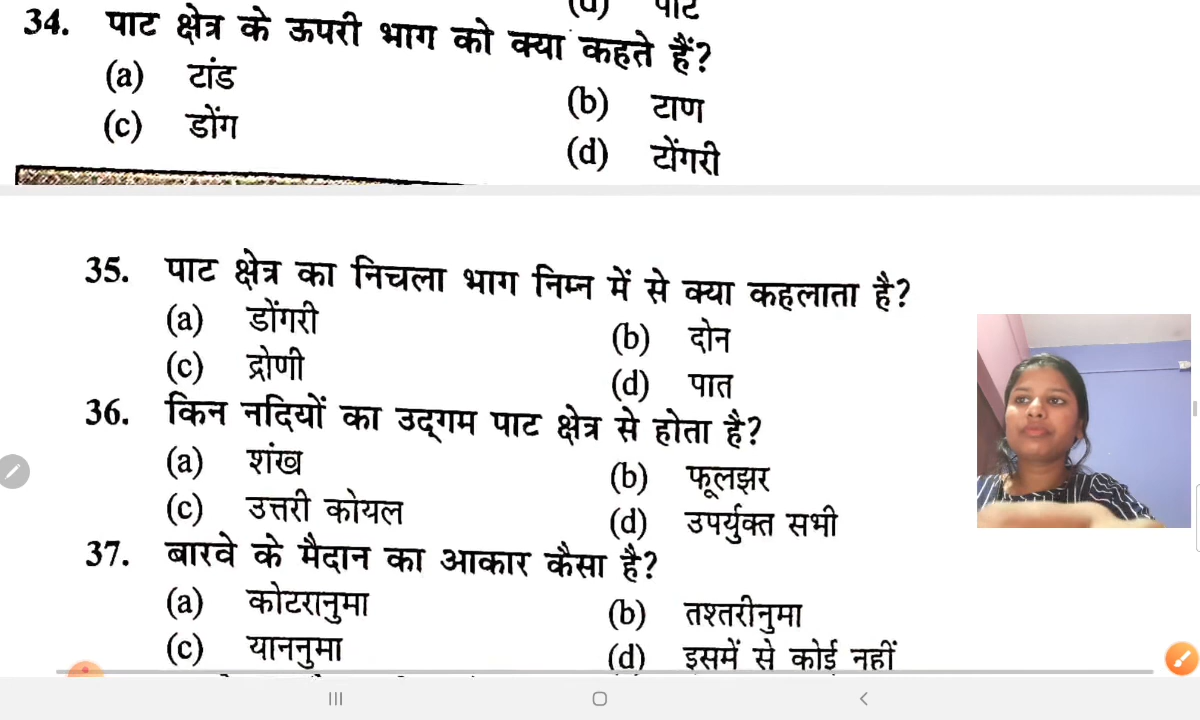 (d) पाट
34. पाट क्षेत्र के ऊपरी भाग को क्या कहते हैं?
(a) टांड
(b) टाण
(c) डोंग
(d) टोंगरी
35. पाट क्षेत्र का निचला भाग निम्न में से क्या कहलाता है?
(a) डोंगरी
(b) दोन
(c) द्रोणी
(d) पात
36. किन नदियों का उद्गम पाट क्षेत्र से होता है?
(a) शंख
(b) फूलझर
(c) उत्तरी कोयल
(d) उपर्युक्त सभी
37. बारवे के मैदान का आकार कैसा है?
(a) कोटरानुमा
(b) तश्तरीनुमा
(c) याननुमा
(d) इसमें से कोई नहीं